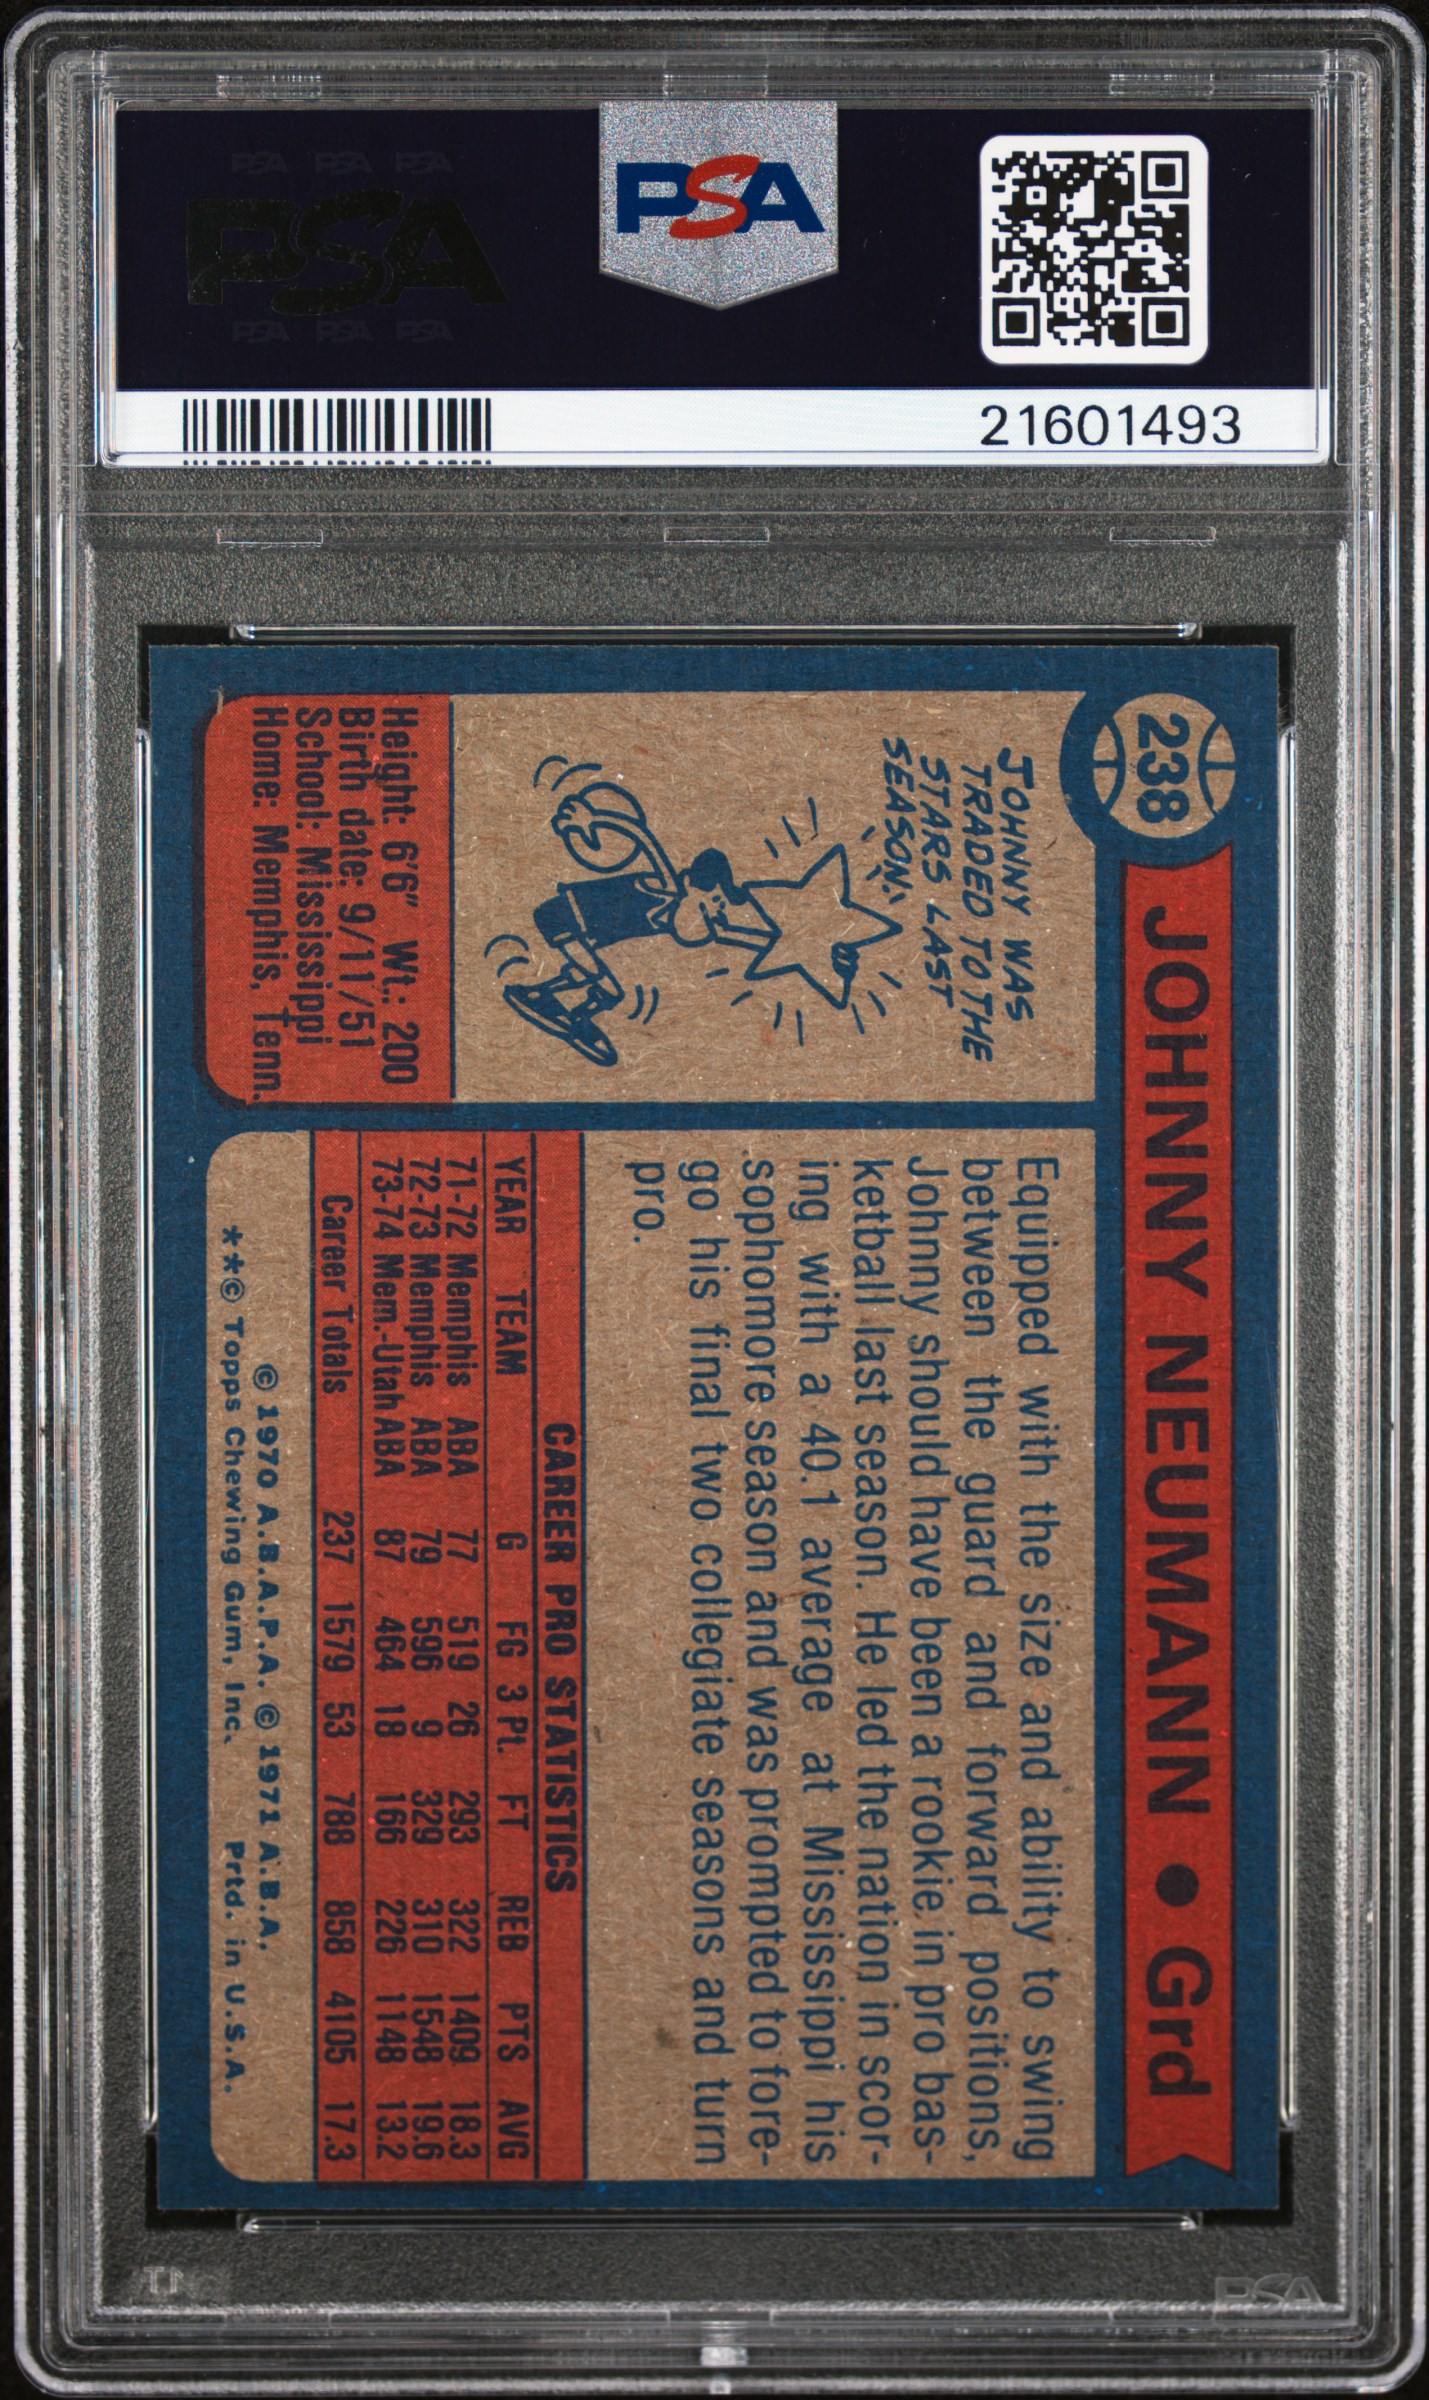 PSA PSA PSA
PSA
PSA PSA PSA
PSA
21601493
238
JOHNNY NEUMANN • Grd
JOHNNY WAS
TRADED TO THE
STARS LAST
SEASON.
Height: 6'6" Wt.: 200
Birth date: 9/11/51
School: Mississippi
Home: Memphis, Tenn.
Equipped with the size and ability to swing
between the guard and forward positions,
Johnny should have been a rookie in pro bas-
ketball last season. He led the nation in scor-
ing with a 40.1 average at Mississippi his
sophomore season and was prompted to fore-
go his final two collegiate seasons and turn
pro.
CAREER PRO STATISTICS
YEAR TEAM G FG 3 Pt. FT REB PTS AVG
71-72 Memphis ABA 77 519 26 293 322 1409 18.3
72-73 Memphis ABA 79 596 9 329 310 1548 19.6
73-74 Mem.-Utah ABA 87 464 18 166 226 1148 13.2
Career Totals 237 1579 53 788 858 4105 17.3
© 1970 A.B.A.P.A. © 1971 A.B.A.
**© Topps Chewing Gum, Inc. Prtd. in U.S.A.
PSA